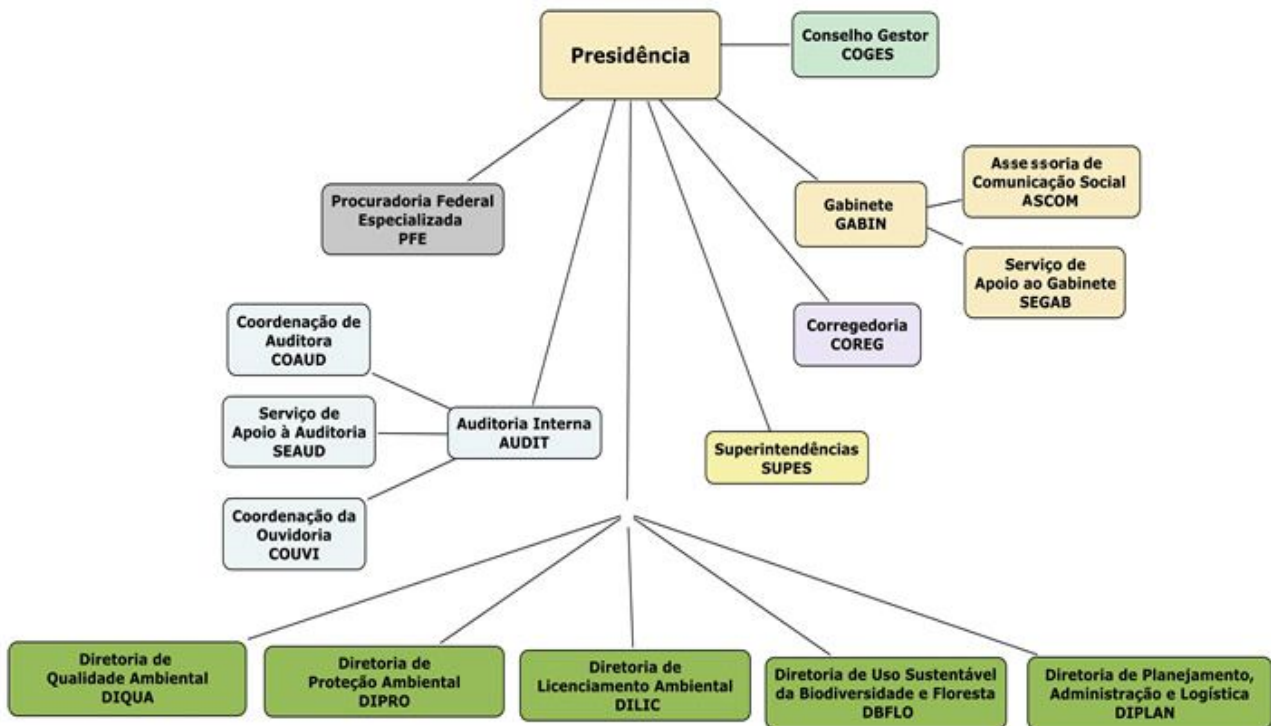 Presidência
Conselho Gestor
COGES
Procuradoria Federal
Especializada
PFE
Gabinete
GABIN
Assessoria de
Comunicação Social
ASCOM
Serviço de
Apoio ao Gabinete
SEGAB
Coordenação de
Auditora
COAUD
Serviço de
Apoio à Auditoria
SEAUD
Coordenação da
Ouvidoria
COUVI
Auditoria Interna
AUDIT
Corregedoria
COREG
Superintendências
SUPES
Diretoria de
Qualidade Ambiental
DIQUA
Diretoria de
Proteção Ambiental
DIPRO
Diretoria de
Licenciamento Ambiental
DILIC
Diretoria de Uso Sustentável
da Biodiversidade e Floresta
DBFLO
Diretoria de Planejamento,
Administração e Logística
DIPLAN